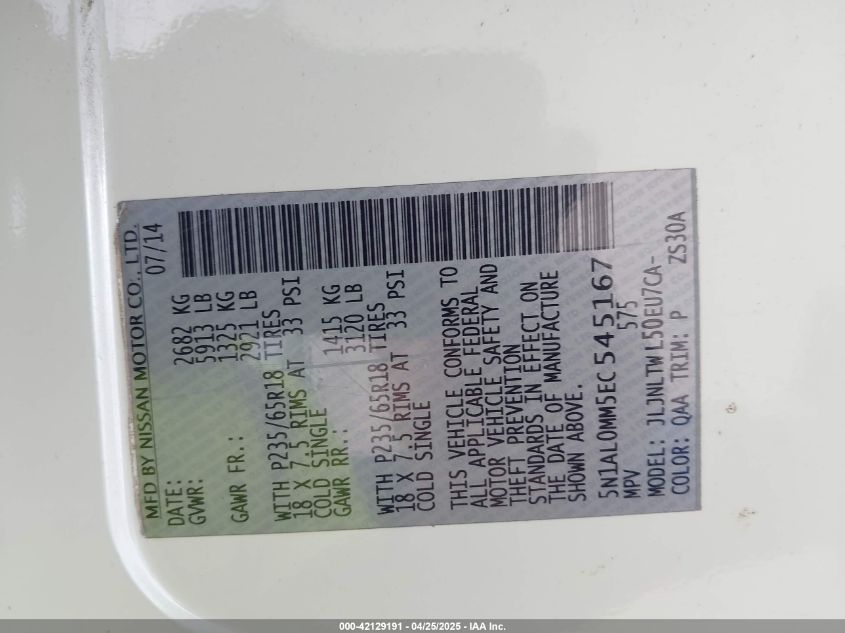 MFD BY NISSAN MOTOR CO., LTD.
DATE: 07/14
GVWR: 2682 KG
5913 LB
GAWR FR.: 1325 KG
2921 LB
WITH P235/65R18 TIRES
18 X 7.5 RIMS AT 33 PSI
COLD SINGLE
GAWR RR.: 1415 KG
3120 LB
WITH P235/65R18 TIRES
18 X 7.5 RIMS AT 33 PSI
COLD SINGLE
THIS VEHICLE CONFORMS TO
ALL APPLICABLE FEDERAL
MOTOR VEHICLE SAFETY AND
THEFT PREVENTION
STANDARDS IN EFFECT ON
THE DATE OF MANUFACTURE
SHOWN ABOVE.
5N1AL0MM5EC545167
MPV 575
MODEL: JLJNLTWL50EU7CA-
COLOR: QAA TRIM: P ZS30A
000-42129191 - 04/25/2025 - IAA Inc.